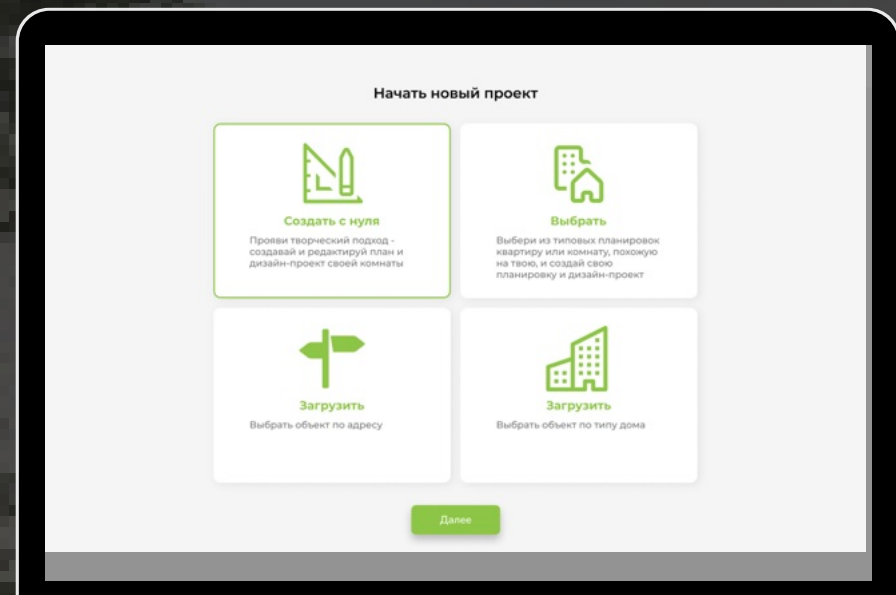 Начать новый проект
Создать с нуля
Прояви творческий подход -
создавай и редактируй план и
дизайн-проект своей комнаты
Выбрать
Выбери из типовых планировок
квартиру или комнату, похожую
на твою, и создай свою
планировку и дизайн-проект
Загрузить
Выбрать объект по адресу
Загрузить
Выбрать объект по типу дома
Далее